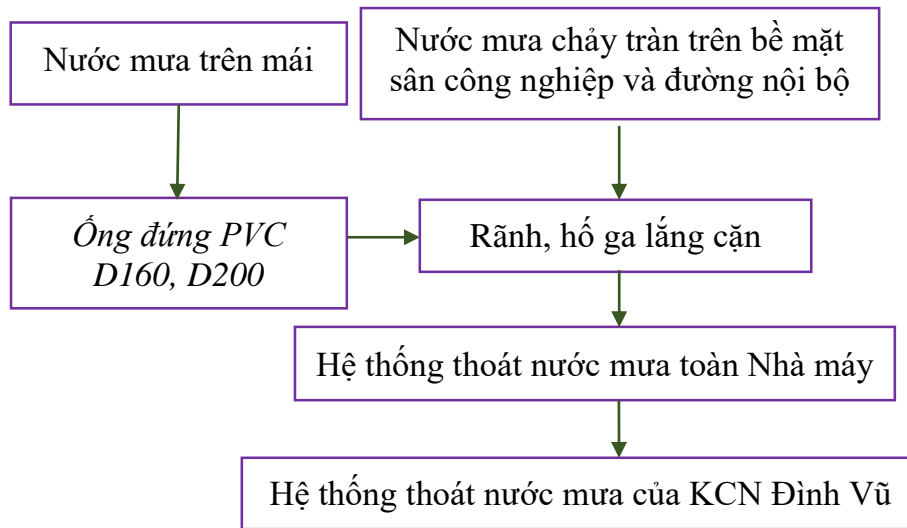 Nước mưa trên mái
Nước mưa chảy tràn trên bề mặt
sân công nghiệp và đường nội bộ
Ống đứng PVC
D160, D200
Rãnh, hố ga lắng cặn
Hệ thống thoát nước mưa toàn Nhà máy
Hệ thống thoát nước mưa của KCN Đình Vũ